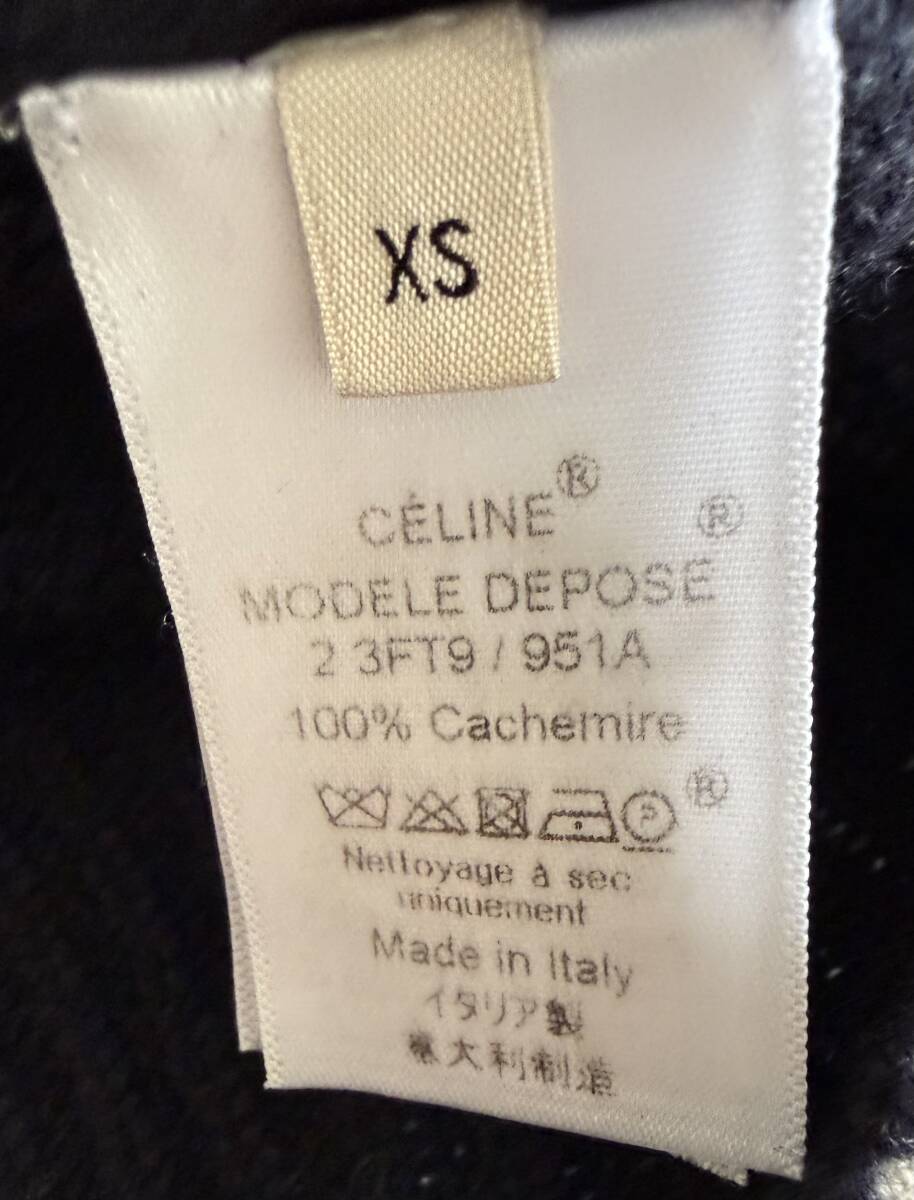 XS
CÉLINE®
MODELE DEPOSE ®
2 3FT9 / 951A
100% Cachemire
P ®
Nettoyage à sec
uniquement
Made in Italy
イタリア製
意大利制造